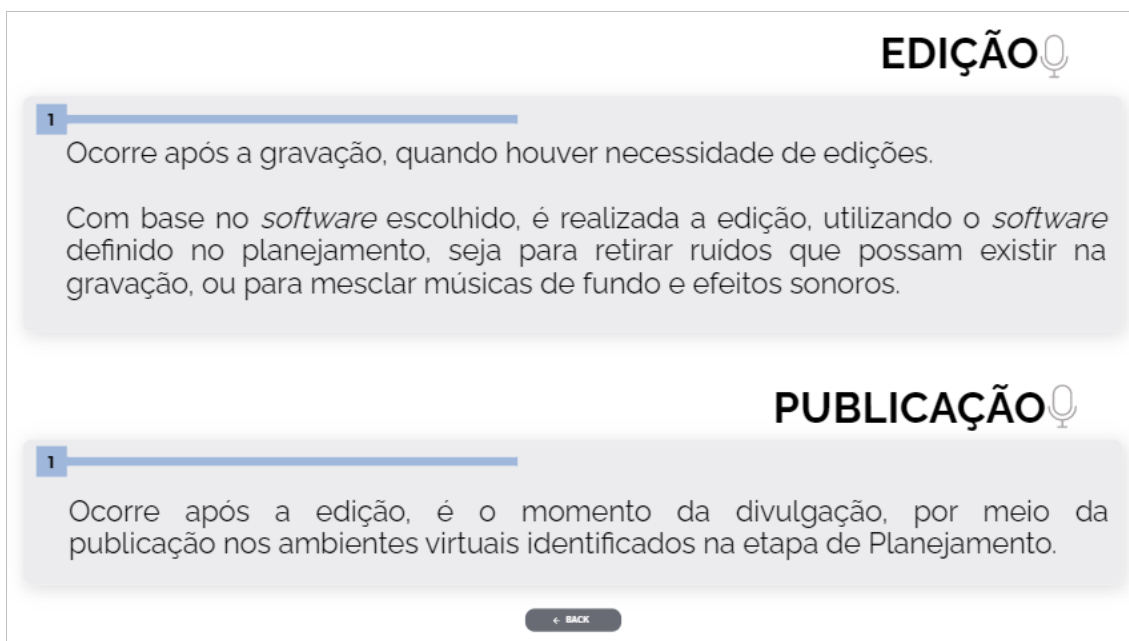 EDIÇÃO
1
Ocorre após a gravação, quando houver necessidade de edições.
Com base no software escolhido, é realizada a edição, utilizando o software
definido no planejamento, seja para retirar ruídos que possam existir na
gravação, ou para mesclar músicas de fundo e efeitos sonoros.
PUBLICAÇÃO
1
Ocorre após a edição, é o momento da divulgação, por meio da
publicação nos ambientes virtuais identificados na etapa de Planejamento.
← BACK